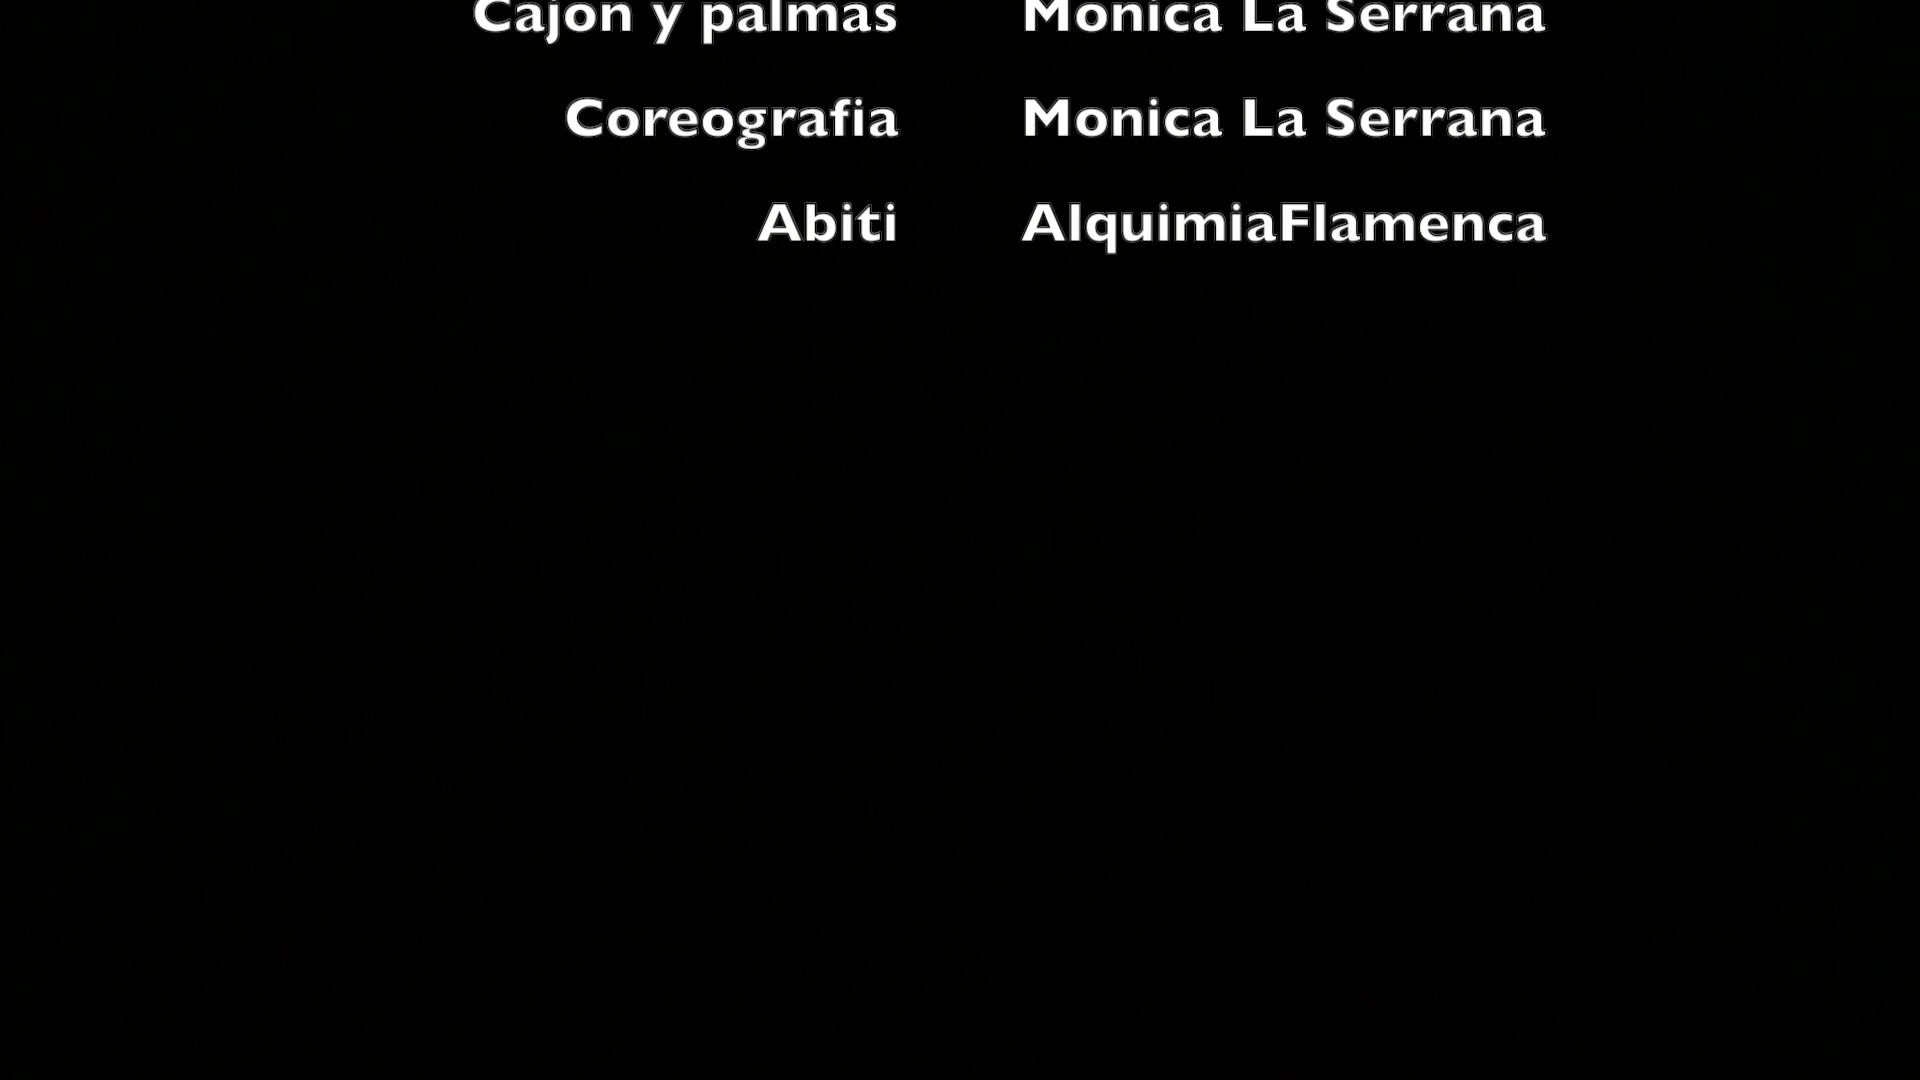 Cajon y palmas Monica La Serrana
Coreografia Monica La Serrana
Abiti AlquimiaFlamenca